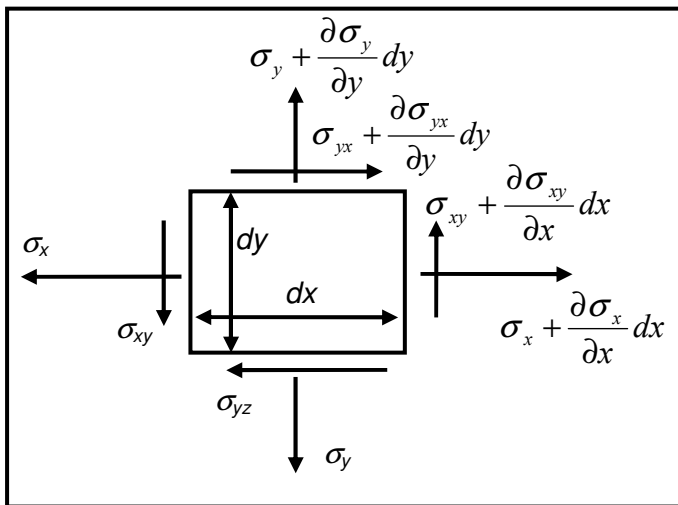 σ_y + ∂σ_y/∂y dy
σ_yx + ∂σ_yx/∂y dy
σ_xy + ∂σ_xy/∂x dx
σ_x
dy
dx
σ_xy
σ_x + ∂σ_x/∂x dx
σ_yz
σ_y